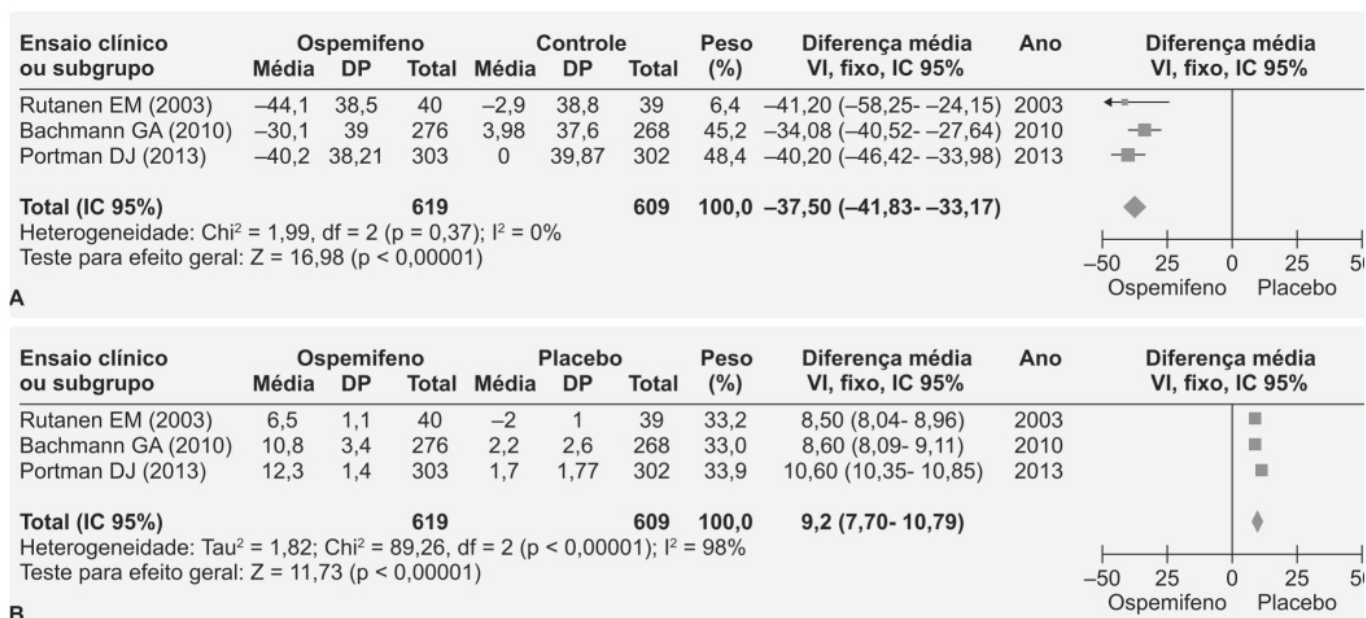 Ensaio clínico Ospemifeno Controle Peso Diferença média Ano Diferença média
ou subgrupo Média DP Total Média DP Total (%) VI, fixo, IC 95% VI, fixo, IC 95%
Rutanen EM (2003) –44,1 38,5 40 –2,9 38,8 39 6,4 –41,20 (–58,25- –24,15) 2003
Bachmann GA (2010) –30,1 39 276 3,98 37,6 268 45,2 –34,08 (–40,52- –27,64) 2010
Portman DJ (2013) –40,2 38,21 303 0 39,87 302 48,4 –40,20 (–46,42- –33,98) 2013
Total (IC 95%) 619 609 100,0 –37,50 (–41,83- –33,17)
Heterogeneidade: Chi² = 1,99, df = 2 (p = 0,37); I² = 0%
Teste para efeito geral: Z = 16,98 (p < 0,00001)
–50 25 0 25
Ospemifeno Placebo
A
Ensaio clínico Ospemifeno Placebo Peso Diferença média Ano Diferença média
ou subgrupo Média DP Total Média DP Total (%) VI, fixo, IC 95% VI, fixo, IC 95%
Rutanen EM (2003) 6,5 1,1 40 –2 1 39 33,2 8,50 (8,04- 8,96) 2003
Bachmann GA (2010) 10,8 3,4 276 2,2 2,6 268 33,0 8,60 (8,09- 9,11) 2010
Portman DJ (2013) 12,3 1,4 303 1,7 1,77 302 33,9 10,60 (10,35- 10,85) 2013
Total (IC 95%) 619 609 100,0 9,2 (7,70- 10,79)
Heterogeneidade: Tau² = 1,82; Chi² = 89,26, df = 2 (p < 0,00001); I² = 98%
Teste para efeito geral: Z = 11,73 (p < 0,00001)
–50 25 0 25
Ospemifeno Placebo
B